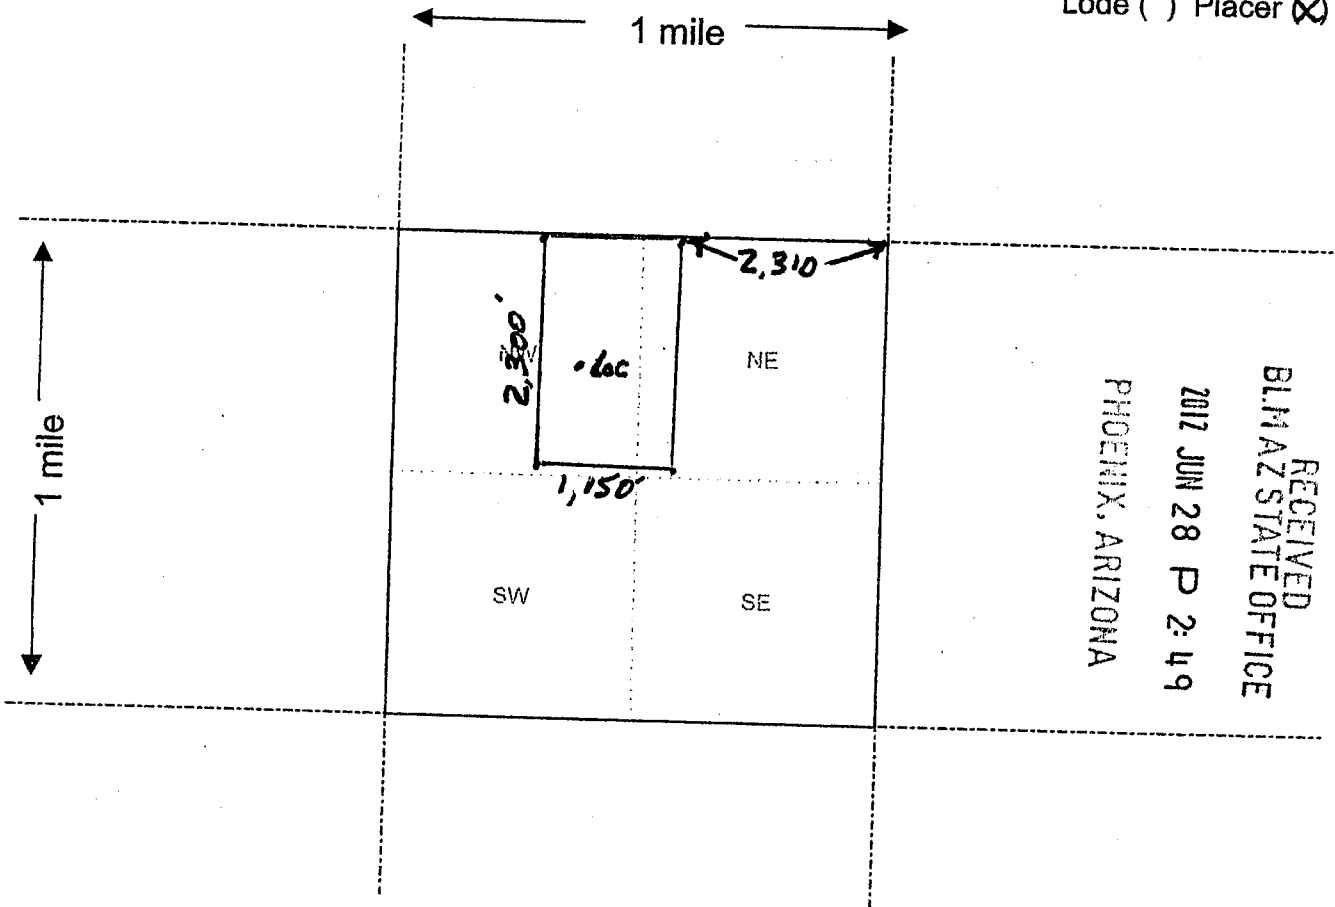 Lode ( ) Placer (X)
1 mile
2,310
2,300'
• Loc
NE
1 mile
1,150'
SW
SE
RECEIVED
BLM AZ STATE OFFICE
2012 JUN 28 P 2:49
PHOENIX, ARIZONA